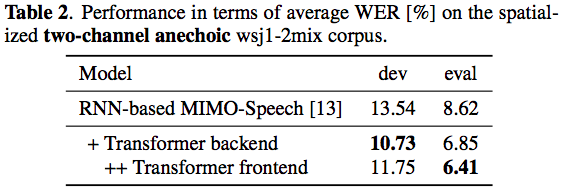 Table 2. Performance in terms of average WER [%] on the spatial-
ized two-channel anechoic wsj1-2mix corpus.
Model dev eval
RNN-based MIMO-Speech [13] 13.54 8.62
+ Transformer backend 10.73 6.85
++ Transformer frontend 11.75 6.41